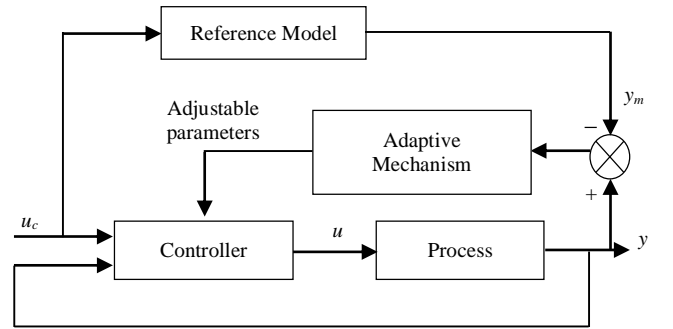 Reference Model
y_m
Adjustable
parameters
Adaptive
Mechanism
−
+
u_c
Controller
u
Process
y